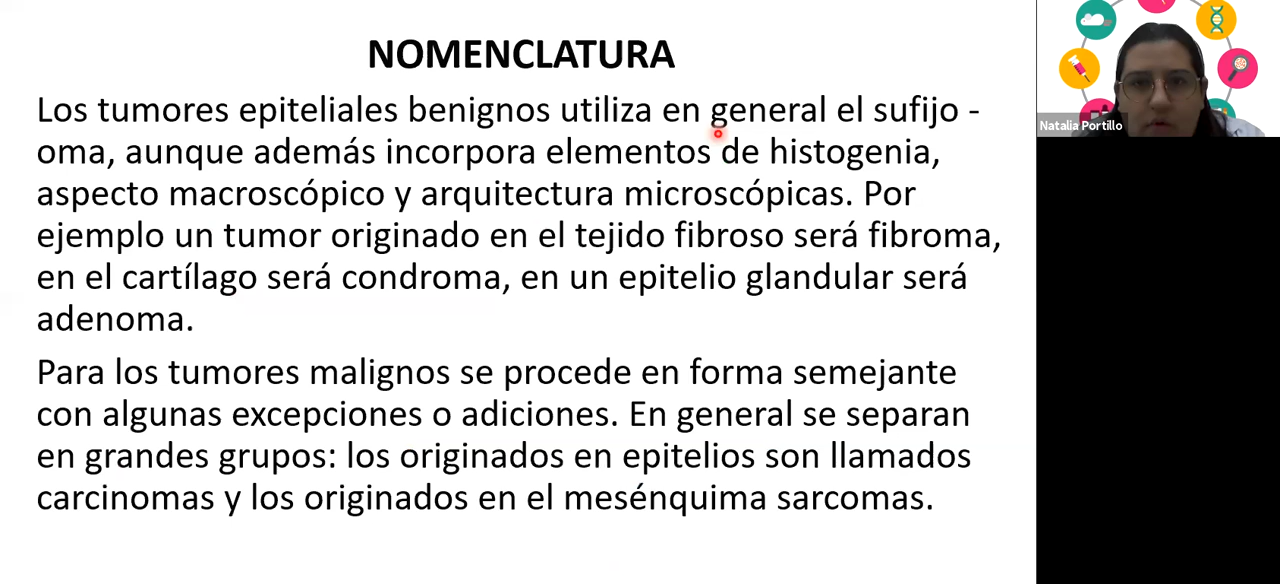 NOMENCLATURA
Los tumores epiteliales benignos utiliza en general el sufijo -
oma, aunque además incorpora elementos de histogenia,
aspecto macroscópico y arquitectura microscópicas. Por
ejemplo un tumor originado en el tejido fibroso será fibroma,
en el cartílago será condroma, en un epitelio glandular será
adenoma.
Para los tumores malignos se procede en forma semejante
con algunas excepciones o adiciones. En general se separan
en grandes grupos: los originados en epitelios son llamados
carcinomas y los originados en el mesénquima sarcomas.
Natalia Portillo